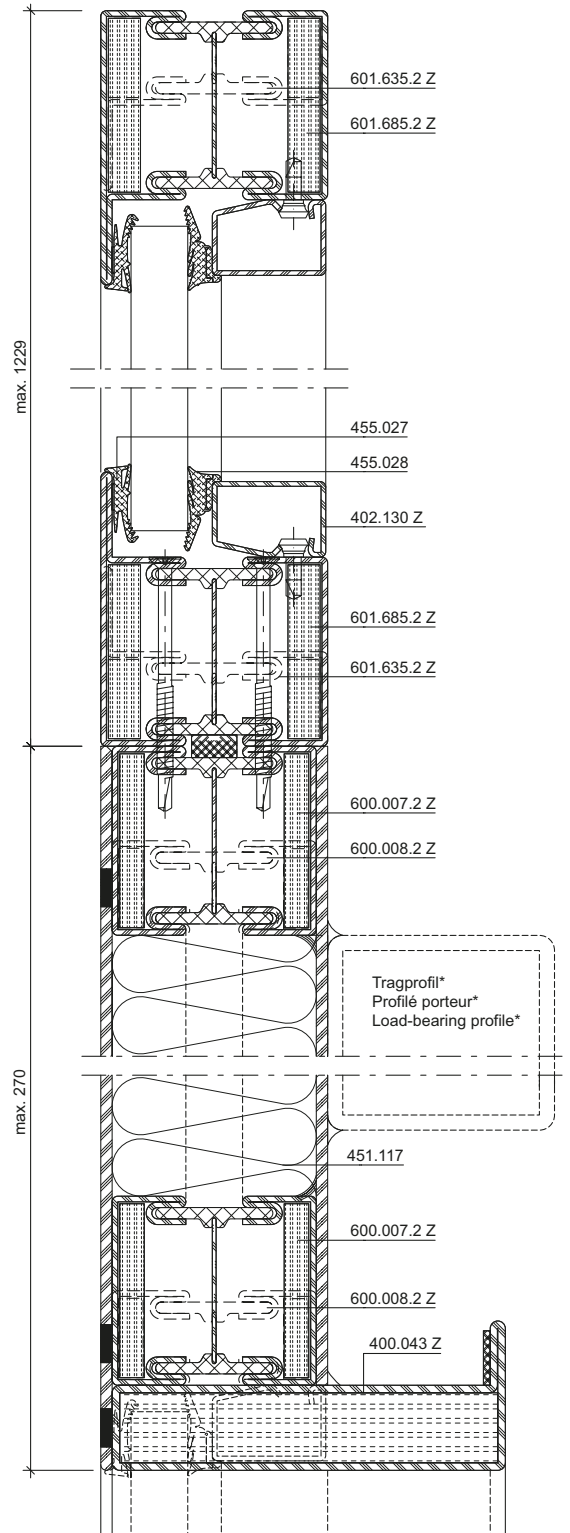 601.635.2 Z
601.685.2 Z
max. 1229
455.027
455.028
402.130 Z
601.685.2 Z
601.635.2 Z
600.007.2 Z
600.008.2 Z
Tragprofil*
Profilé porteur*
Load-bearing profile*
max. 270
451.117
600.007.2 Z
600.008.2 Z
400.043 Z